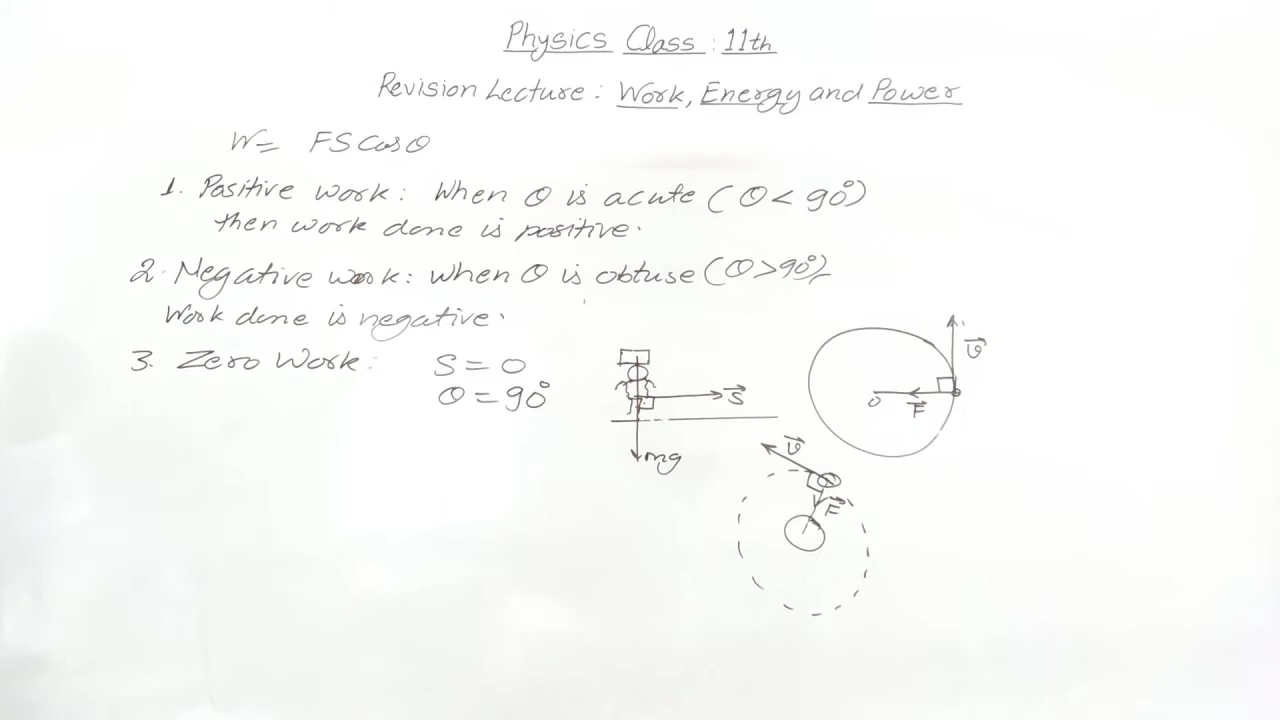 Physics Class : 11th
Revision Lecture : Work, Energy and Power
W = FS Cos θ
1. Positive work : When θ is acute ( θ < 90°)
then work done is positive.
2. Negative work : when θ is obtuse (θ > 90°),
Work done is negative.
3. Zero Work : S = 0
θ = 90°
S⃗
mg
v⃗
O
F⃗
v⃗
F⃗